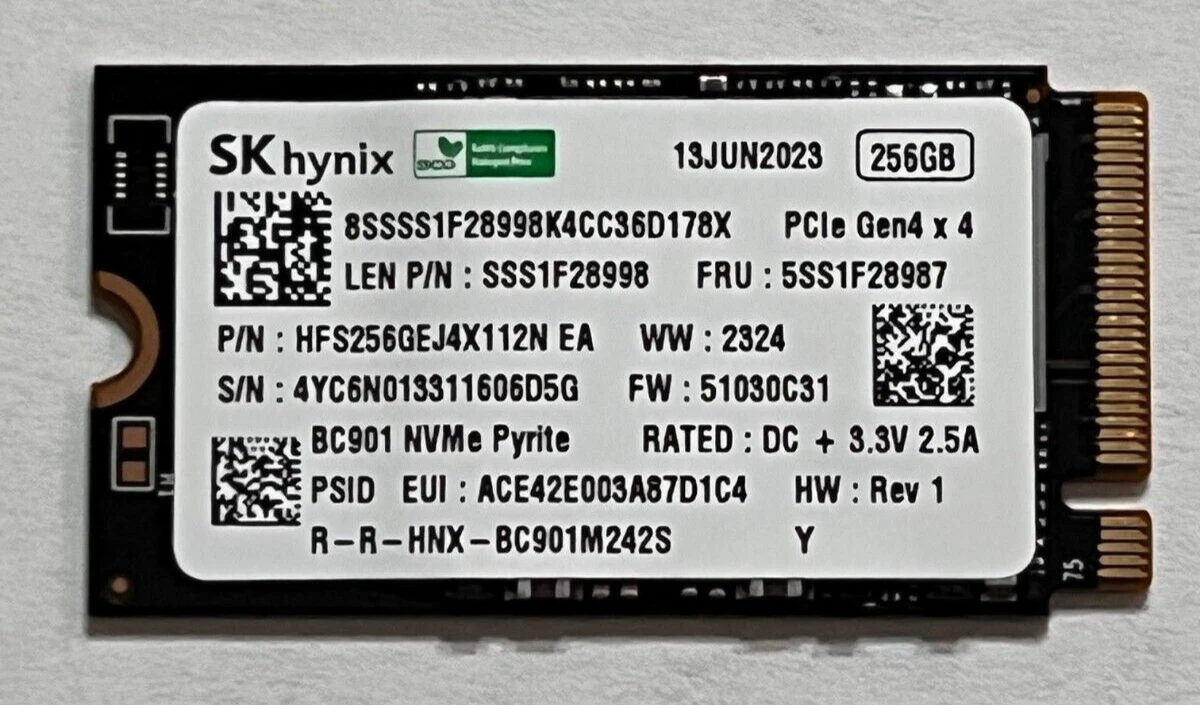 SK hynix 13JUN2023 256GB
8SSSS1F28998K4CC36D178X PCIe Gen4 x 4
LEN P/N : SSS1F28998 FRU : 5SS1F28987
P/N : HFS256GEJ4X112N EA WW : 2324
S/N : 4YC6N013311606D5G FW : 51030C31
BC901 NVMe Pyrite RATED : DC + 3.3V 2.5A
PSID EUI : ACE42E003A87D1C4 HW : Rev 1
R-R-HNX-BC901M242S Y
75